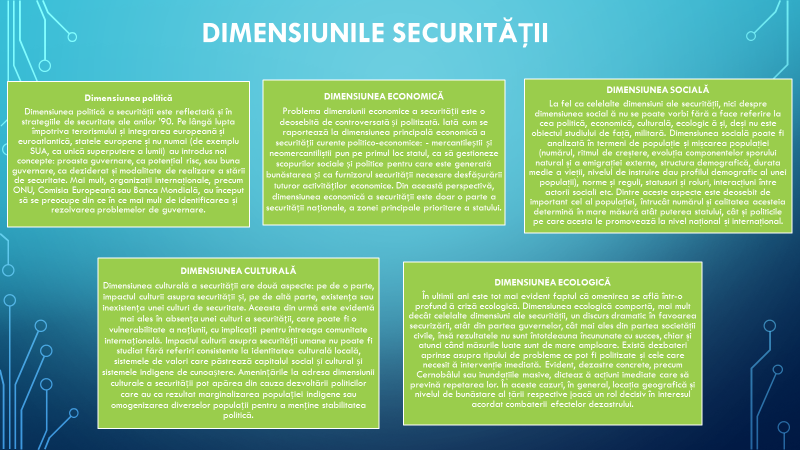 DIMENSIUNILE SECURITĂȚII
Dimensiunea politică
Dimensiunea politică a securității este reflectată și în
strategiile de securitate ale anilor '90. Pe lângă lupta
împotriva terorismului și integrarea europeană și
euroatlantică, statele europene și nu numai (de exemplu
SUA, ca unică superputere a lumii) au introdus noi
concepte: proasta guvernare, ca potențial risc, sau buna
guvernare, ca deziderat și modalitate de realizare a stării
de securitate. Mai mult, organizații internaționale, precum
ONU, Comisia Europeană sau Banca Mondială, au început
să se preocupe din ce în ce mai mult de identificarea și
rezolvarea problemelor de guvernare.
DIMENSIUNEA ECONOMICĂ
Problema dimensiunii economice a securității este o
deosebită de controversată și politizată. Iată cum se
raportează la dimensiunea principală economică a
securității curente politico-economice: - mercantileștii și
neomercantiliștii pun pe primul loc statul, ca să gestioneze
scopurilor sociale și politice pentru care este generată
bunăstarea și ca furnizorul securității necesare desfășurării
tuturor activităților economice. Din această perspectivă,
dimensiunea economică a securității este doar o parte a
securității naționale, a zonei principale prioritare a statului.
DIMENSIUNEA SOCIALĂ
La fel ca celelalte dimensiuni ale securității, nici despre
dimensiunea social ă nu se poate vorbi fără a face referire la
cea politică, economică, culturală, ecologic ă și, deși nu este
obiectul studiului de față, militară. Dimensiunea socială poate fi
analizată în termeni de populație și mișcarea populației
(număr, ritmul de creștere, evoluția componentelor sporului
natural și a emigrației externe, structura demografică, durata
medie a vieții, nivelul de instruire dau profilul demografic al unei
populații), norme și reguli, statusuri și roluri, interacțiuni între
actorii sociali etc. Dintre aceste aspecte este deosebit de
important cel al populației, întrucât numărul și calitatea acesteia
determină în mare măsură atât puterea statului, cât și politicile
pe care acesta le promovează la nivel național și internațional.
DIMENSIUNEA CULTURALĂ
Dimensiunea culturală a securității are două aspecte: pe de o parte,
impactul culturii asupra securității și, pe de altă parte, existența sau
inexistența unei culturi de securitate. Aceasta din urmă este evidentă
mai ales în absența unei culturi a securității, care poate fi o
vulnerabilitate a națiunii, cu implicații pentru întreaga comunitate
internațională. Impactul culturii asupra securității umane nu poate fi
studiat fără referiri consistente la identitatea culturală locală,
sistemele de valori care păstrează capitalul social și cultural și
sistemele indigene de cunoaștere. Amenințările la adresa dimensiunii
culturale a securității pot apărea din cauza dezvoltării politicilor
care au ca rezultat marginalizarea populației indigene sau
omogenizarea diverselor populații pentru a menține stabilitatea
politică.
DIMENSIUNEA ECOLOGICĂ
În ultimii ani este tot mai evident faptul că omenirea se află într-o
profund ă criză ecologică. Dimensiunea ecologică comportă, mai mult
decât celelalte dimensiuni ale securității, un discurs dramatic în favoarea
securizării, atât din partea guvernelor, cât mai ales din partea societății
civile, însă rezultatele nu sunt întotdeauna încununate cu succes, chiar și
atunci când măsurile luate sunt de mare amploare. Există dezbateri
aprinse asupra tipului de probleme ce pot fi politizate și cele care
necesit ă intervenție imediată. Evident, dezastre concrete, precum
Cernobâlul sau inundațiile masive, dicteaz ă acțiuni imediate care să
prevină repetarea lor. În aceste cazuri, în general, locația geografică și
nivelul de bunăstare al țării respective joacă un rol decisiv în interesul
acordat combaterii efectelor dezastrului.